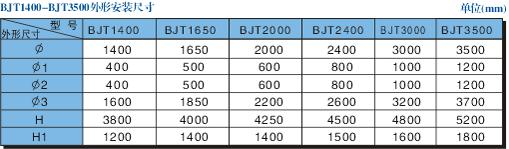 BJT1400-BJT3500外形安装尺寸 单位(mm)
型号 外形尺寸 BJT1400 BJT1650 BJT2000 BJT2400 BJT3000 BJT3500
Ø 1400 1650 2000 2400 3000 3500
Ø1 400 500 600 800 1000 1200
Ø2 400 500 600 800 1000 1200
Ø3 1600 1850 2200 2600 3200 3700
H 3800 4000 4250 4500 4800 5200
H1 1200 1400 1400 1500 1600 1800